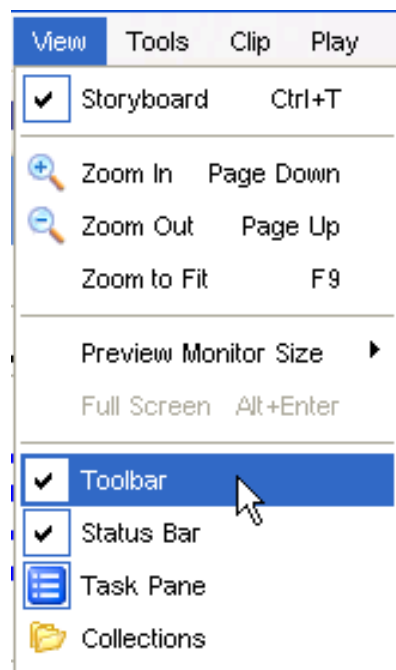 View Tools Clip Play
Storyboard Ctrl+T
Zoom In Page Down
Zoom Out Page Up
Zoom to Fit F9
Preview Monitor Size
Full Screen Alt+Enter
Toolbar
Status Bar
Task Pane
Collections